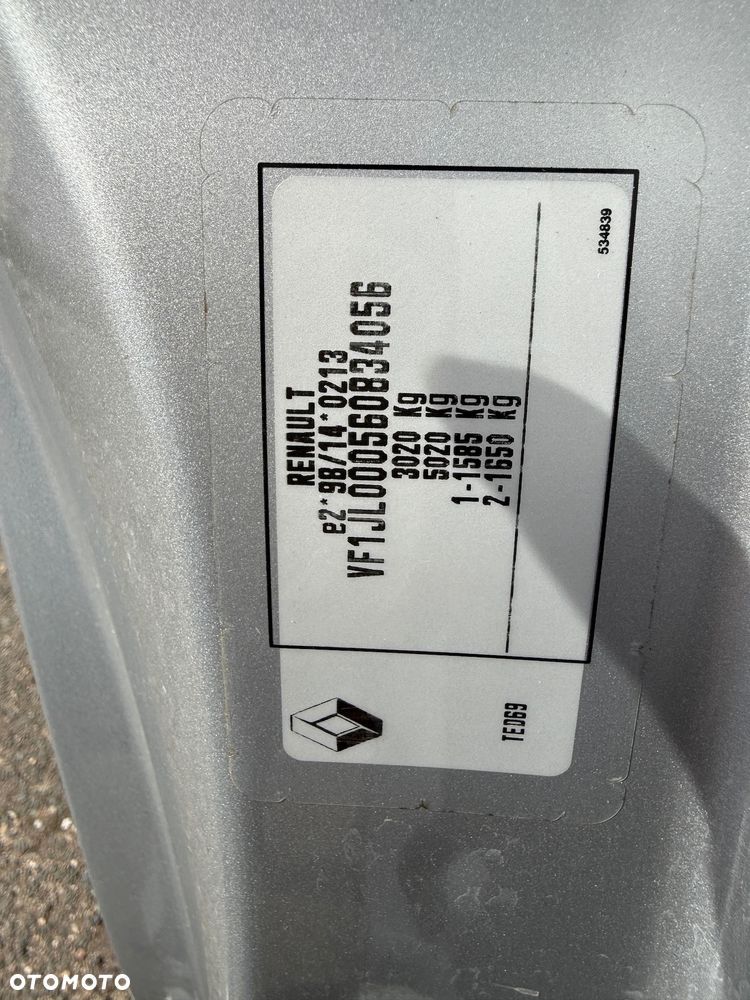 RENAULT
e2*98/14*0213
VF1JL000560834056
3020 Kg
5020 Kg
1-1585 Kg
2-1650 Kg
534839
TED69
OTOMOTO